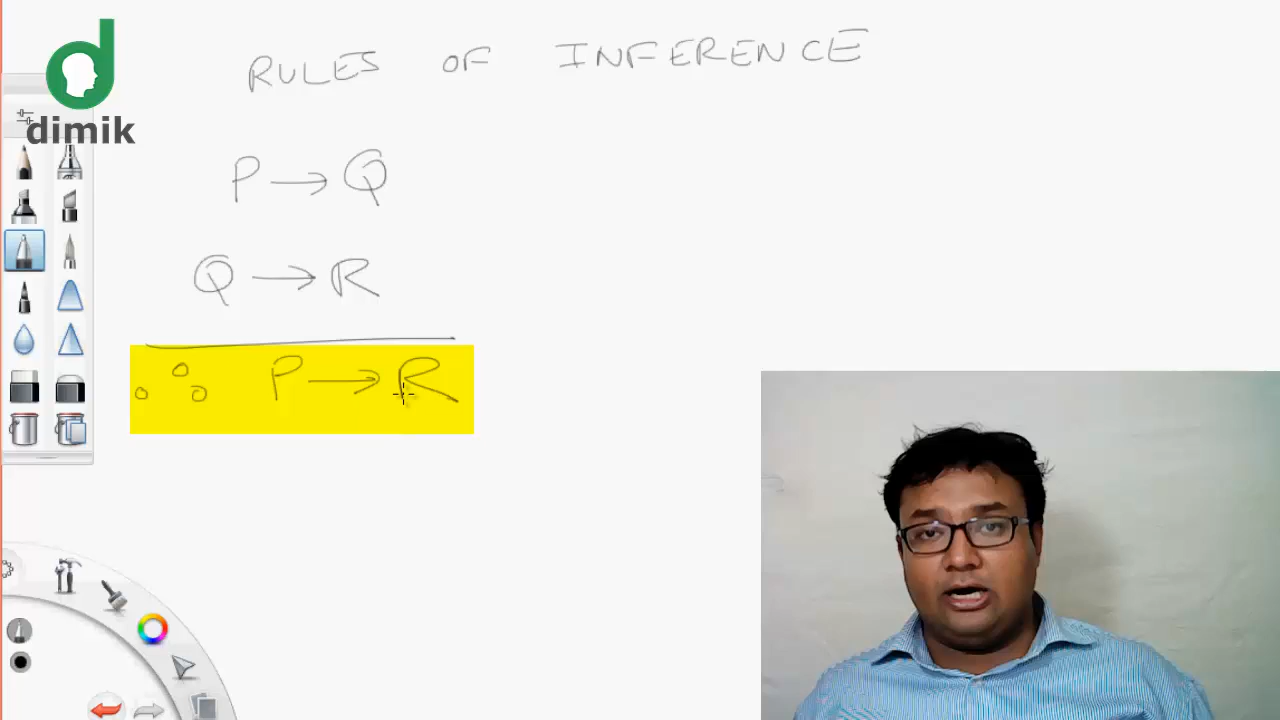 dimik
RULES OF INFERENCE
P → Q
Q → R
∴ P → R